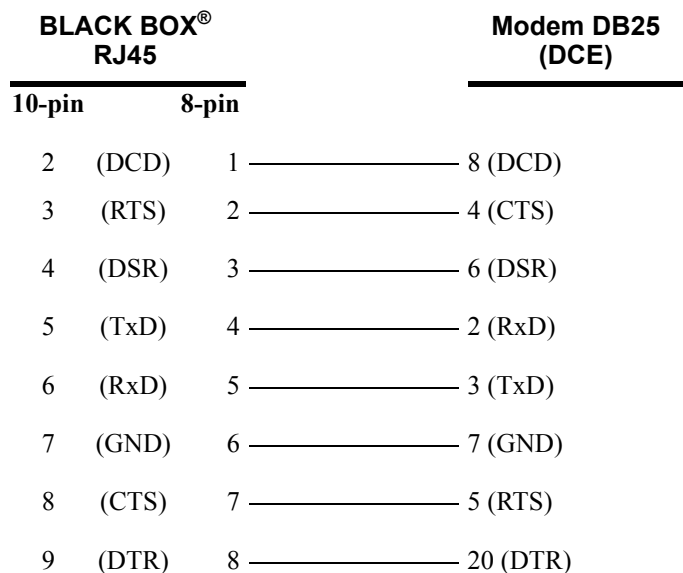 BLACK BOX® Modem DB25
RJ45 (DCE)
10-pin 8-pin
2 (DCD) 1 8 (DCD)
3 (RTS) 2 4 (CTS)
4 (DSR) 3 6 (DSR)
5 (TxD) 4 2 (RxD)
6 (RxD) 5 3 (TxD)
7 (GND) 6 7 (GND)
8 (CTS) 7 5 (RTS)
9 (DTR) 8 20 (DTR)